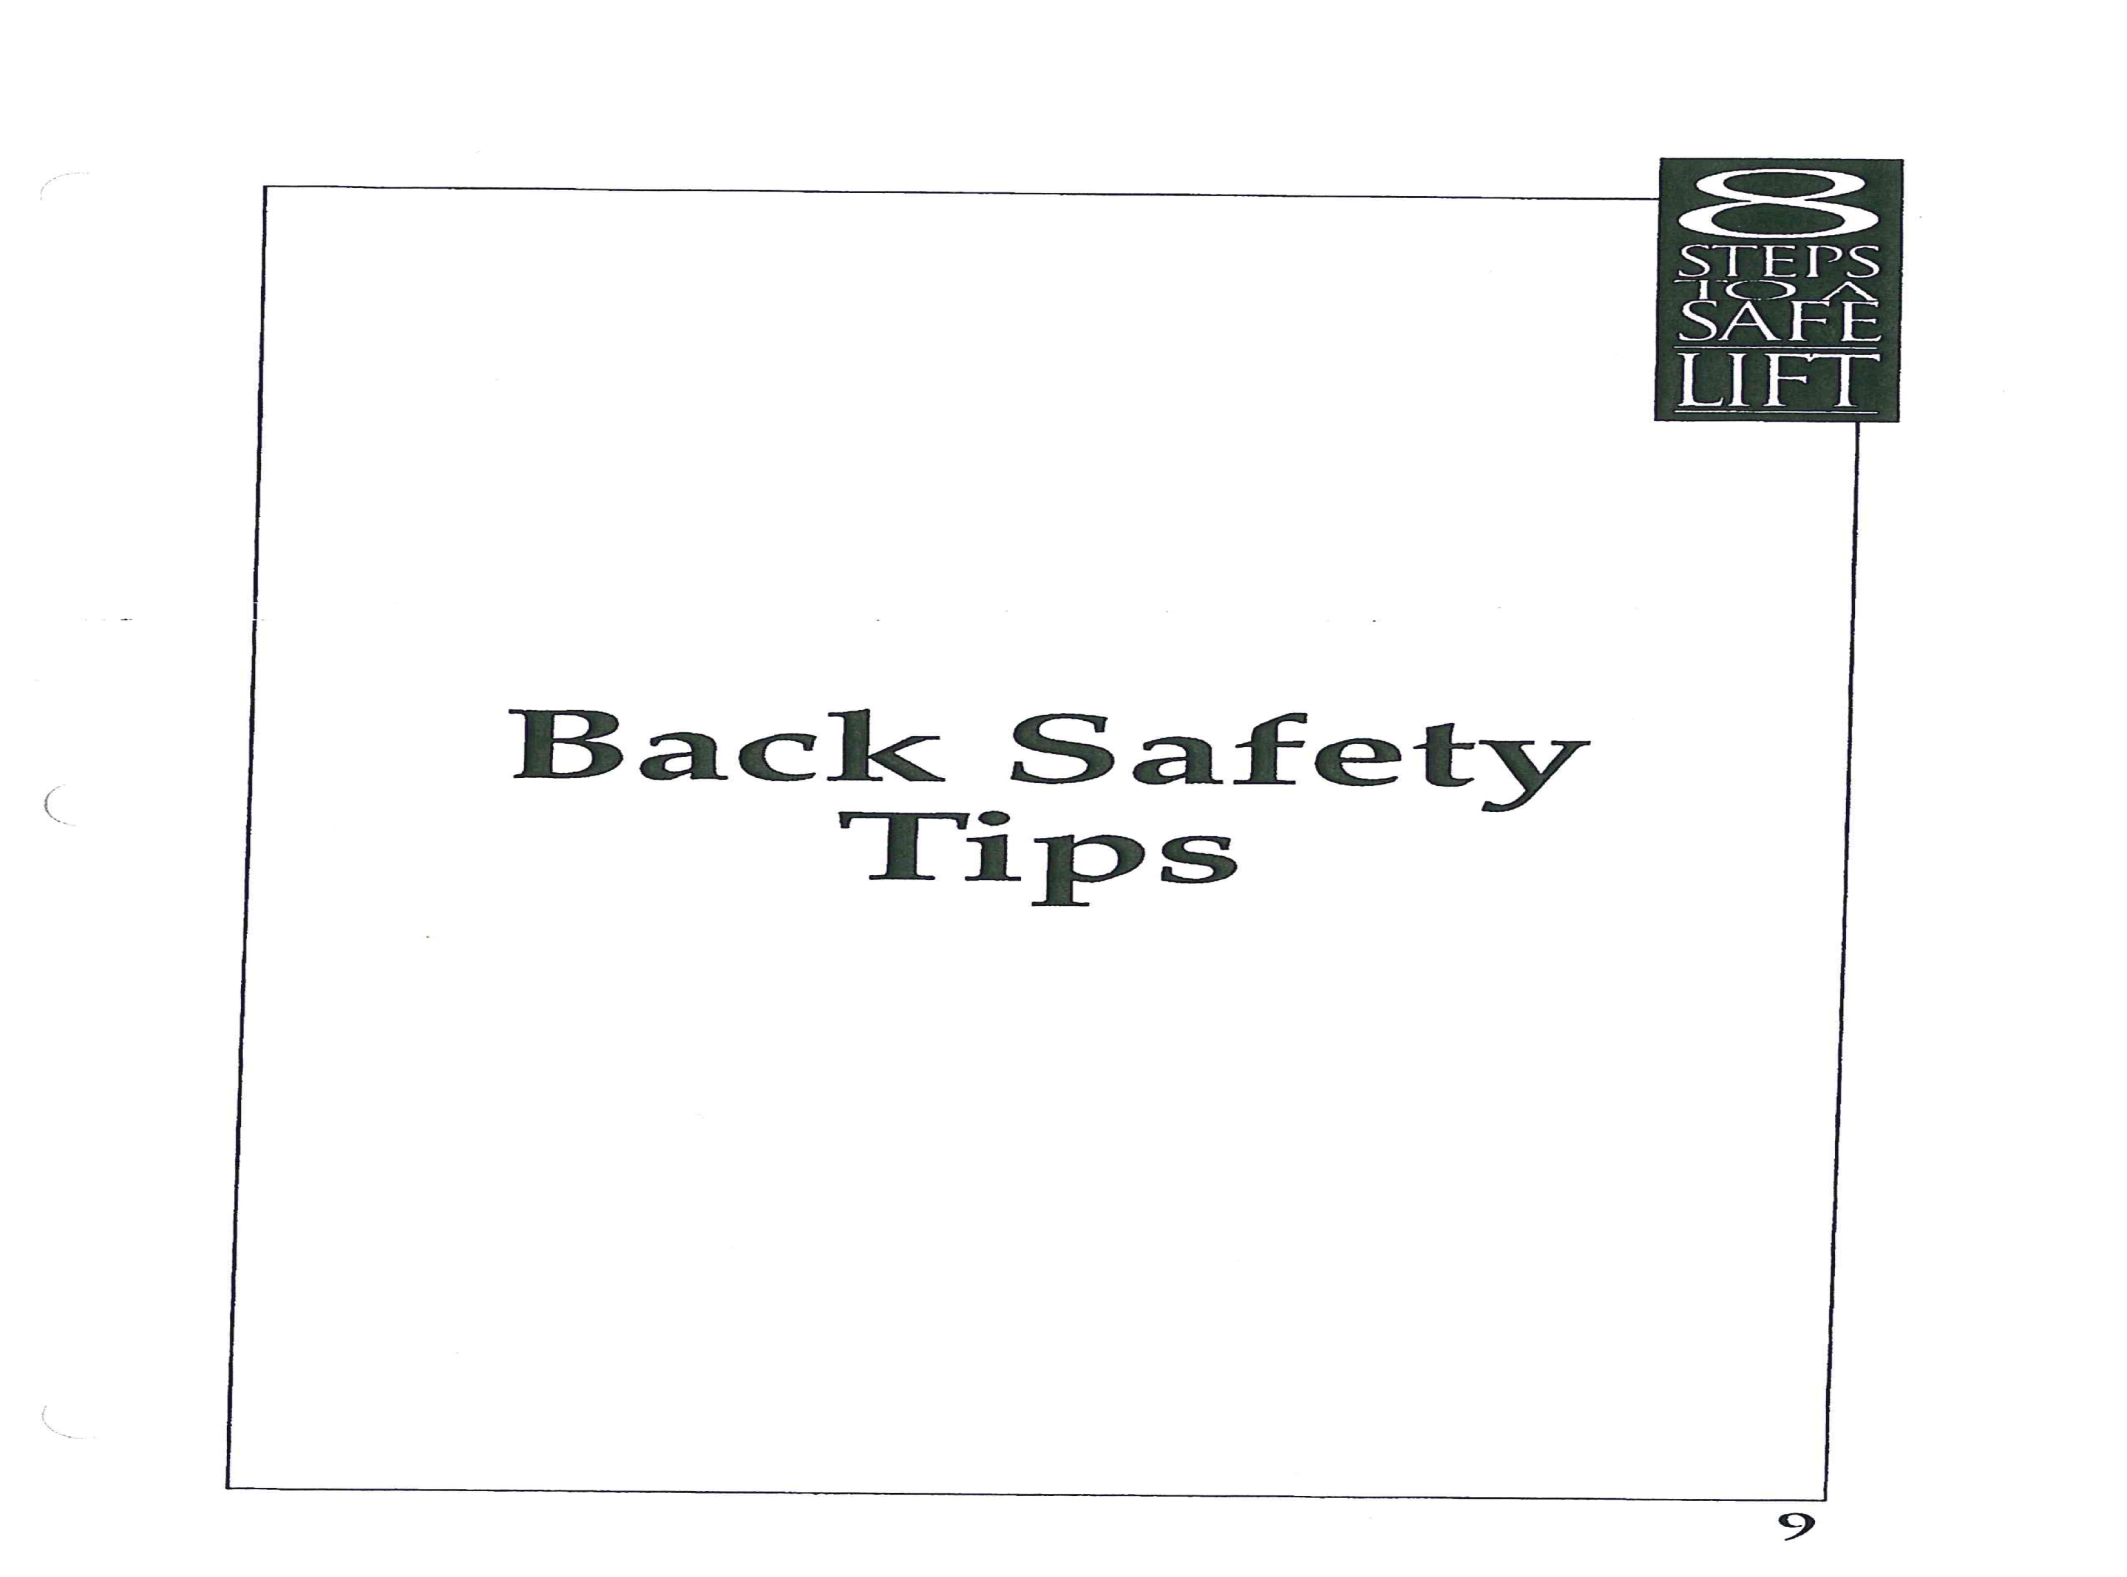 8
STEPS
TO A
SAFE
LIFT
Back Safety
Tips
9